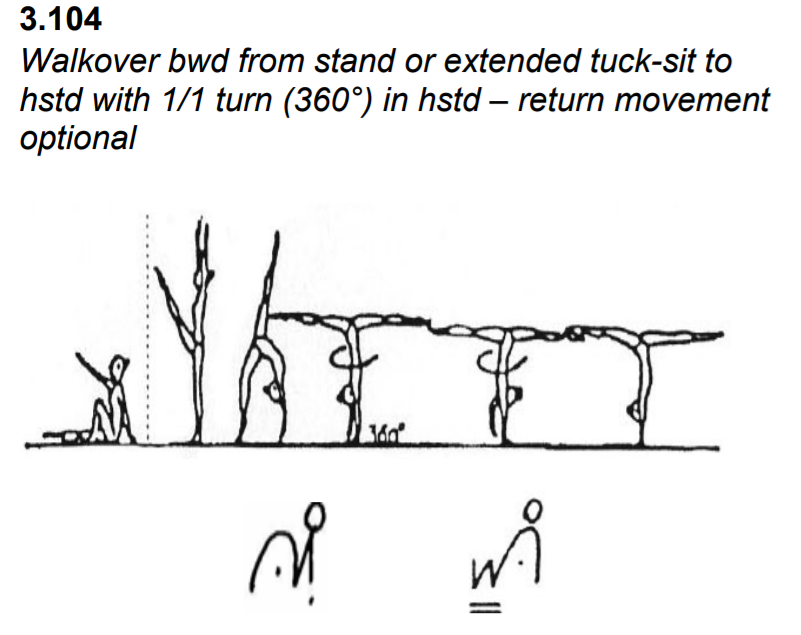 3.104
Walkover bwd from stand or extended tuck-sit to
hstd with 1/1 turn (360°) in hstd – return movement
optional
360°